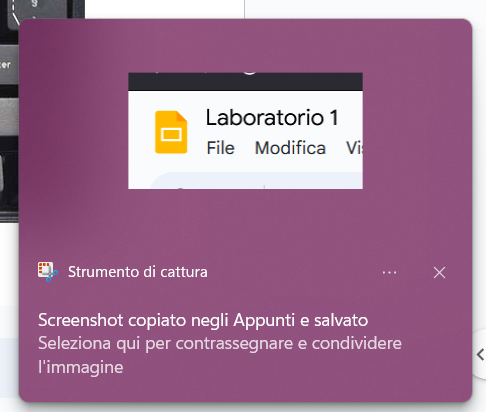 Laboratorio 1
File Modifica
Strumento di cattura
Screenshot copiato negli Appunti e salvato
Seleziona qui per contrassegnare e condividere
l'immagine